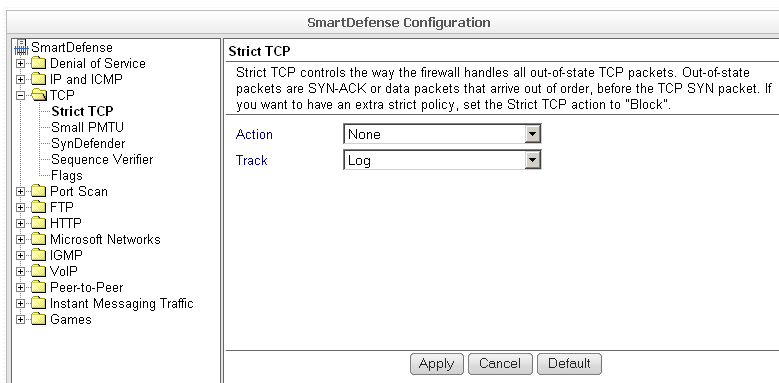 SmartDefense Configuration
SmartDefense
Denial of Service
IP and ICMP
TCP
Strict TCP
Small PMTU
SynDefender
Sequence Verifier
Flags
Port Scan
FTP
HTTP
Microsoft Networks
IGMP
VoIP
Peer-to-Peer
Instant Messaging Traffic
Games
Strict TCP
Strict TCP controls the way the firewall handles all out-of-state TCP packets. Out-of-state
packets are SYN-ACK or data packets that arrive out of order, before the TCP SYN packet. If
you want to have an extra strict policy, set the Strict TCP action to "Block".
Action None
Track Log
Apply Cancel Default